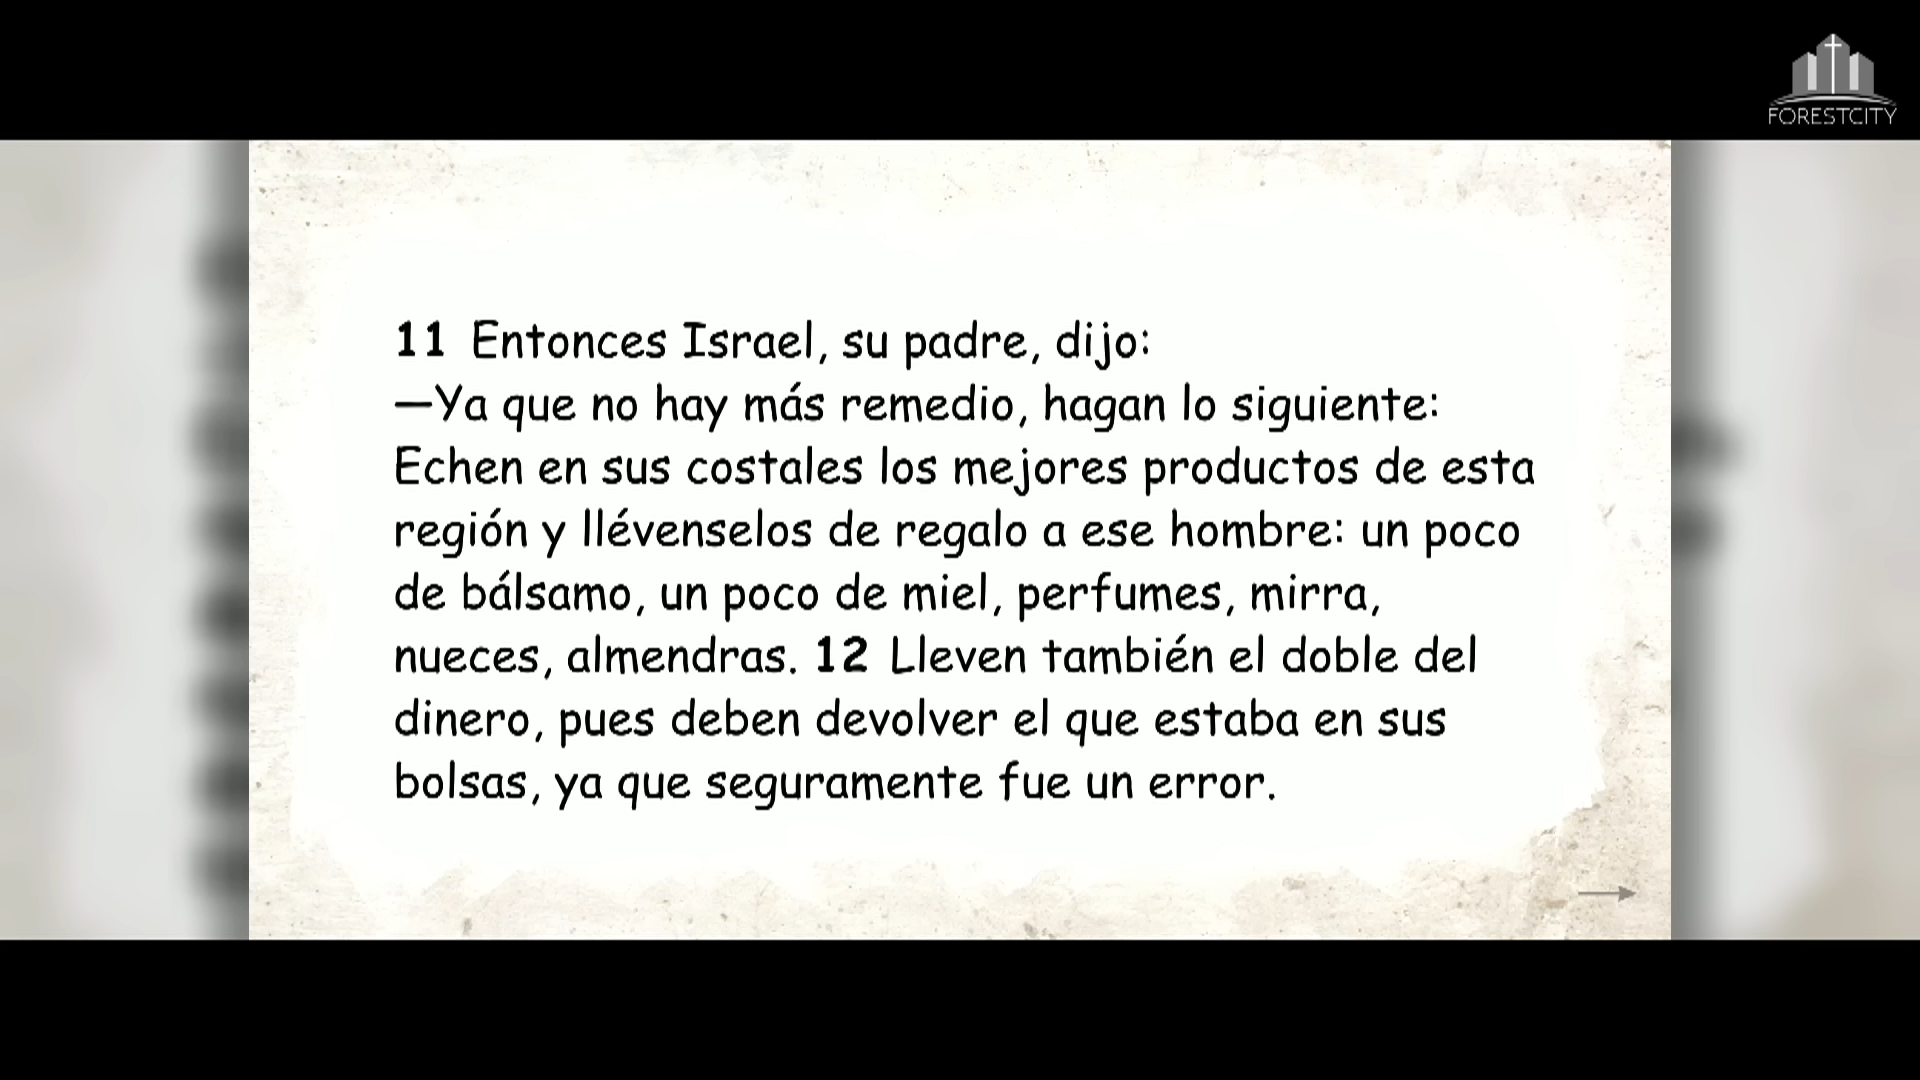 FORESTCITY
11 Entonces Israel, su padre, dijo:
—Ya que no hay más remedio, hagan lo siguiente:
Echen en sus costales los mejores productos de esta
región y llévenselos de regalo a ese hombre: un poco
de bálsamo, un poco de miel, perfumes, mirra,
nueces, almendras. 12 Lleven también el doble del
dinero, pues deben devolver el que estaba en sus
bolsas, ya que seguramente fue un error.